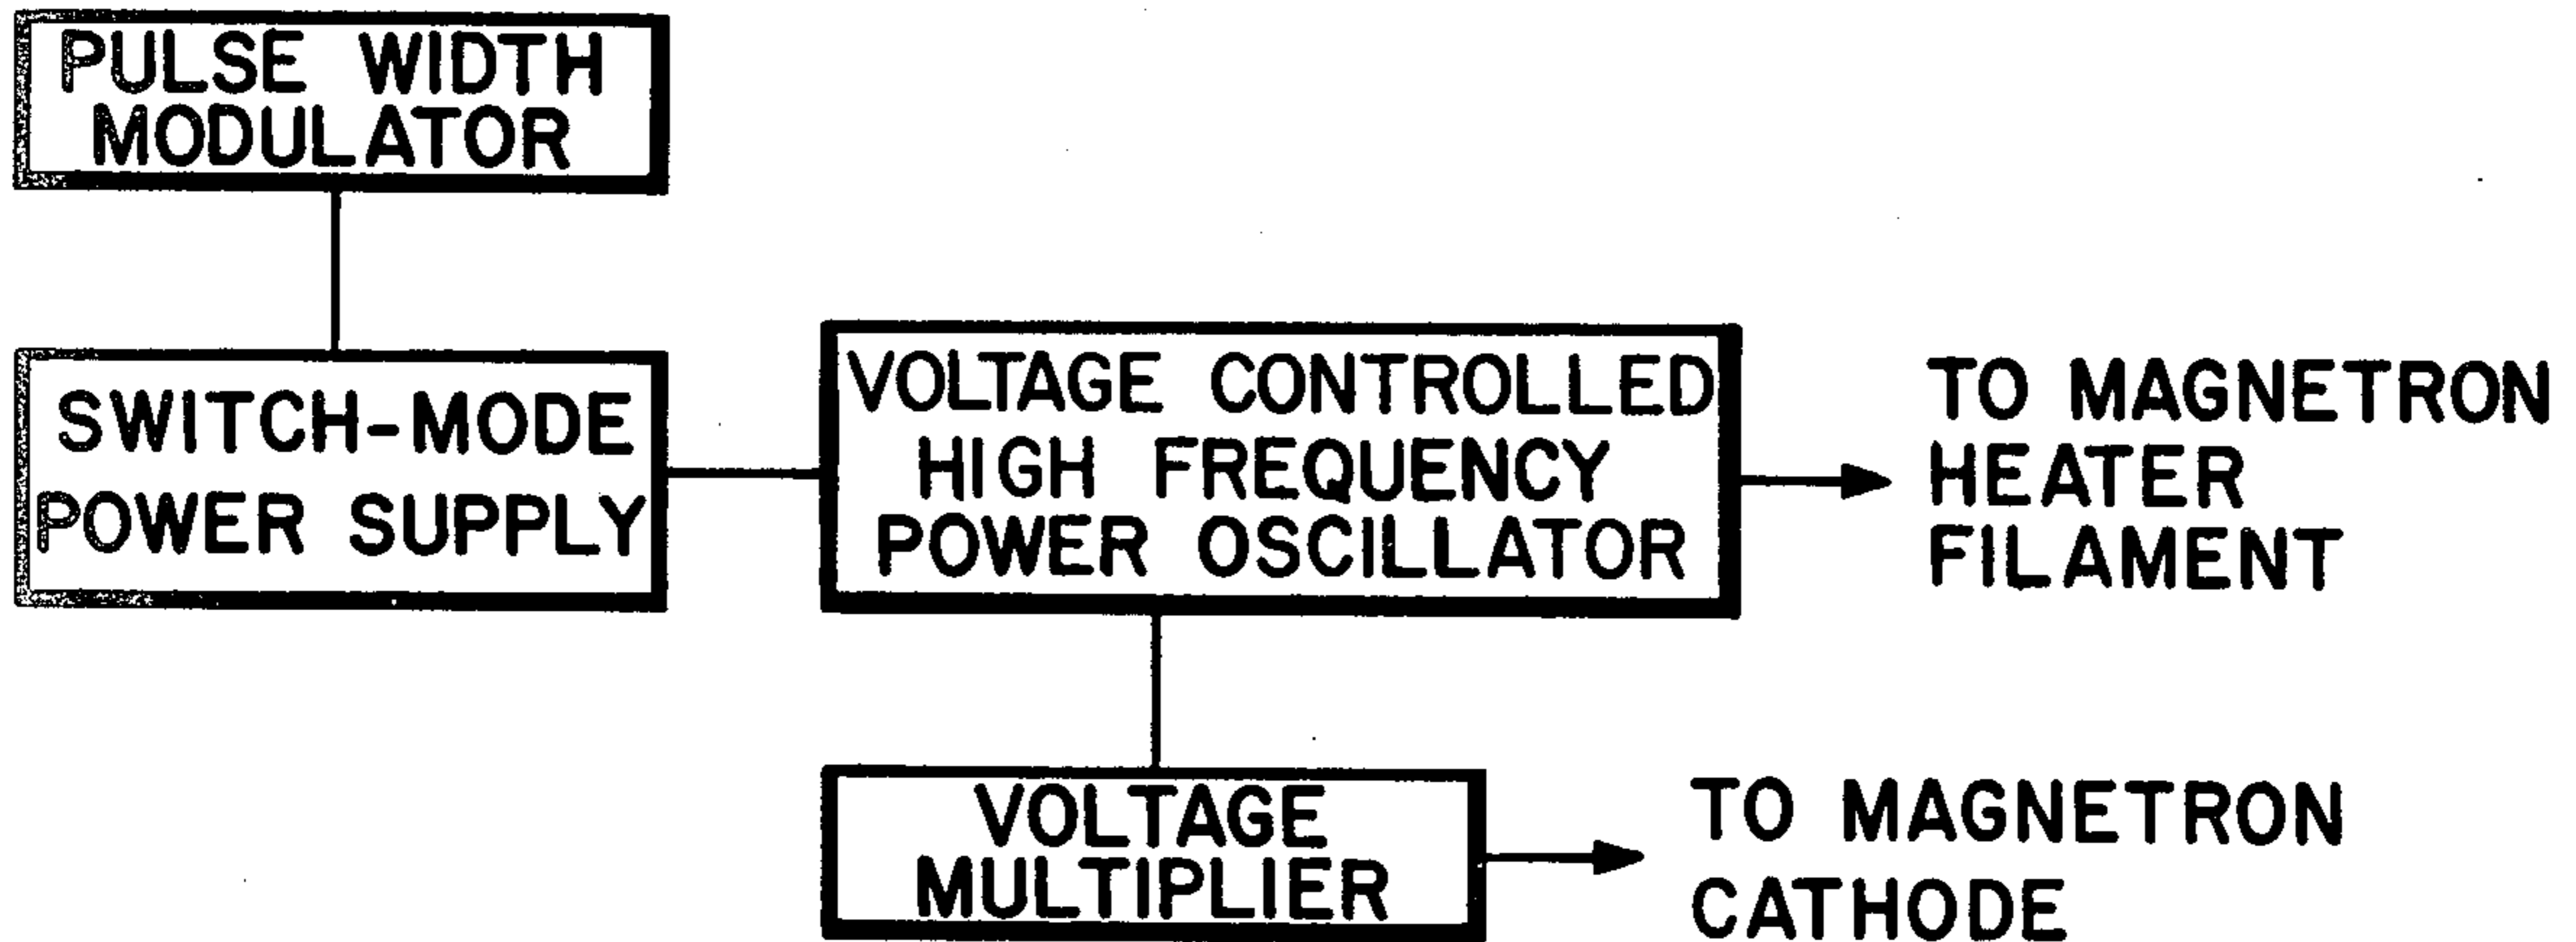 PULSE WIDTH
MODULATOR
SWITCH-MODE
POWER SUPPLY
VOLTAGE CONTROLLED
HIGH FREQUENCY
POWER OSCILLATOR
TO MAGNETRON
HEATER
FILAMENT
VOLTAGE
MULTIPLIER
TO MAGNETRON
CATHODE